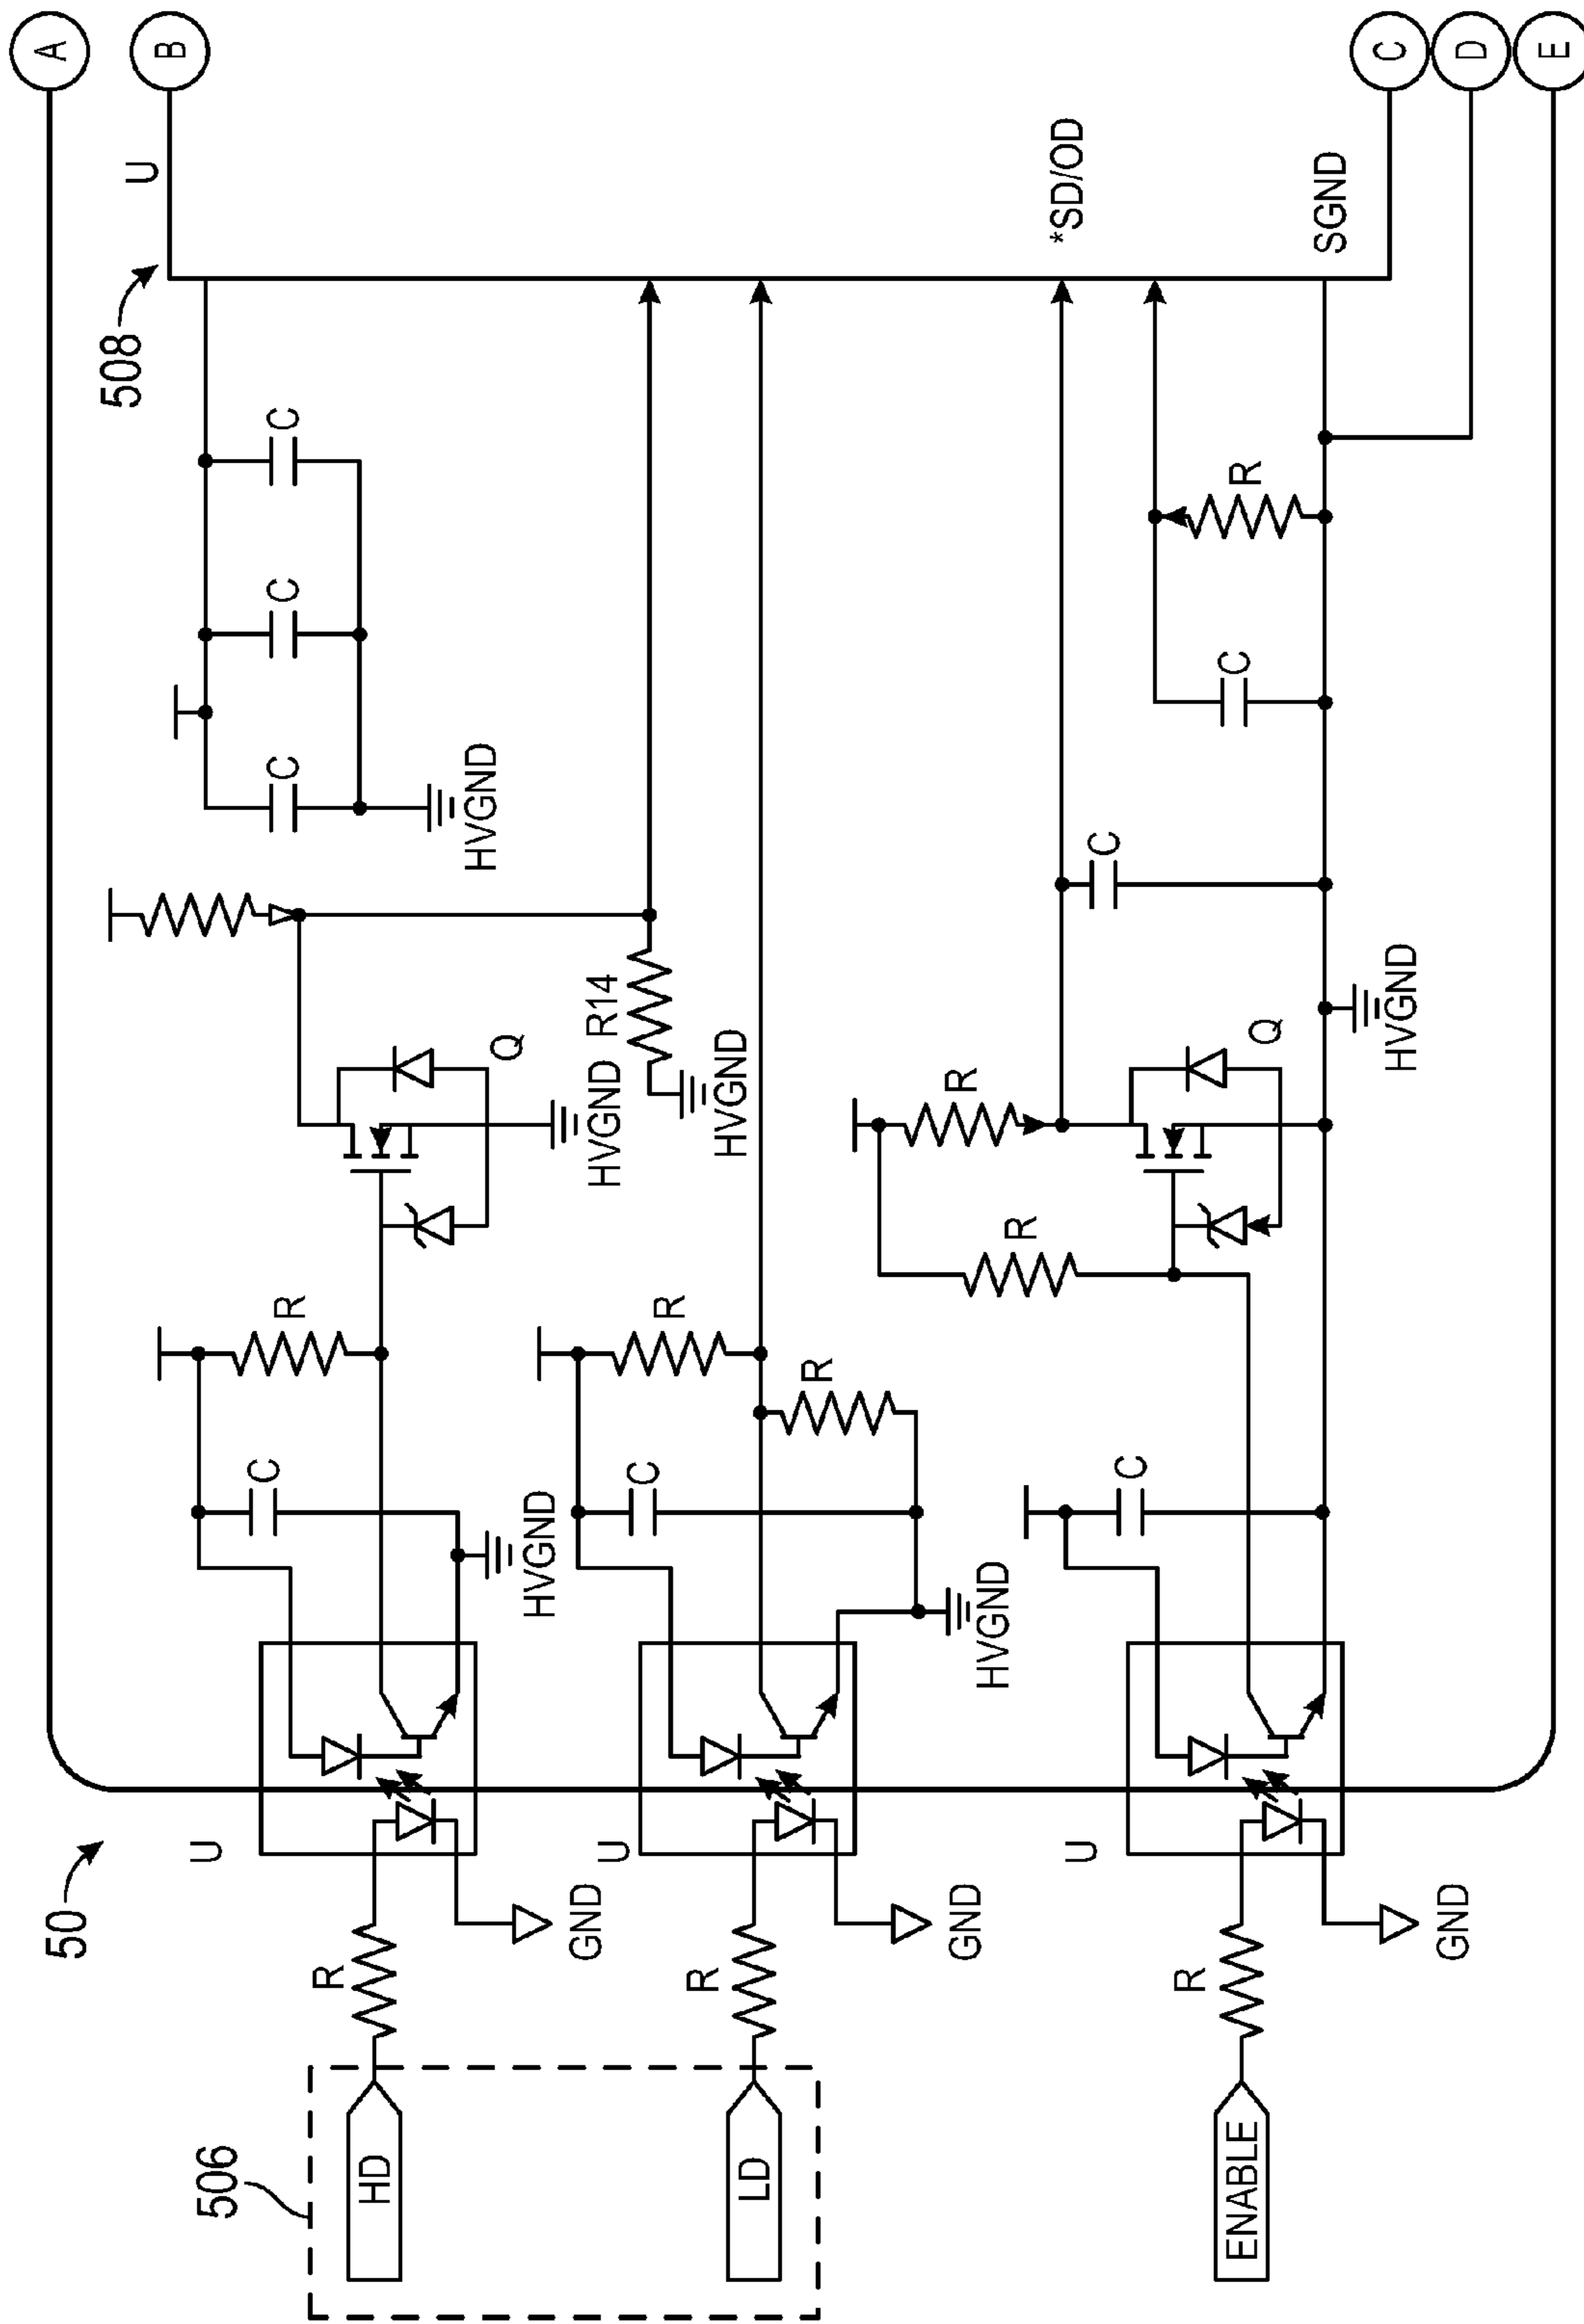 A
B
U
508
C
C
C
HVGND
*SD/OD
SGND
C
D
E
R
C
C
R14
HVGND
HVGND
HVGND
Q
R
Q
HVGND
R
R
R
R
C
C
C
HVGND
HVGND
50
U
U
U
GND
GND
GND
R
R
R
506
HD
LD
ENABLE